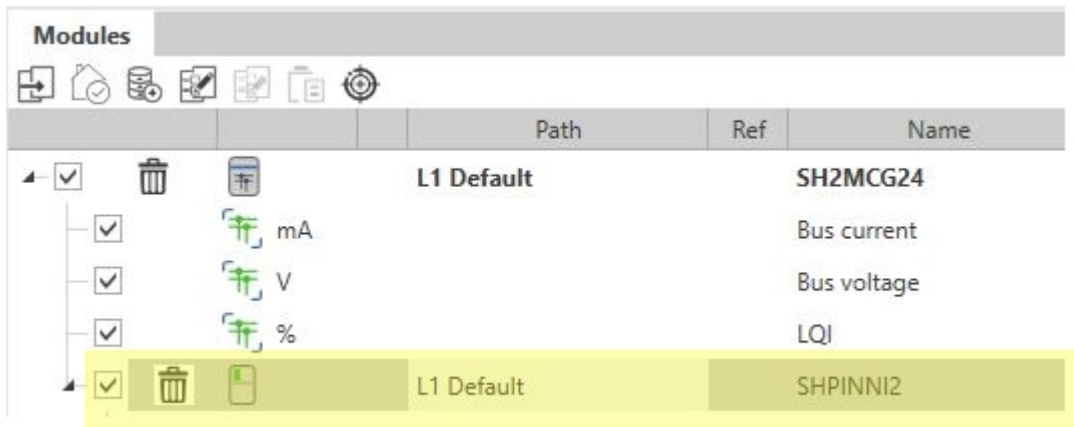 Modules
Path Ref Name
L1 Default SH2MCG24
mA Bus current
V Bus voltage
% LQI
L1 Default SHPINNI2